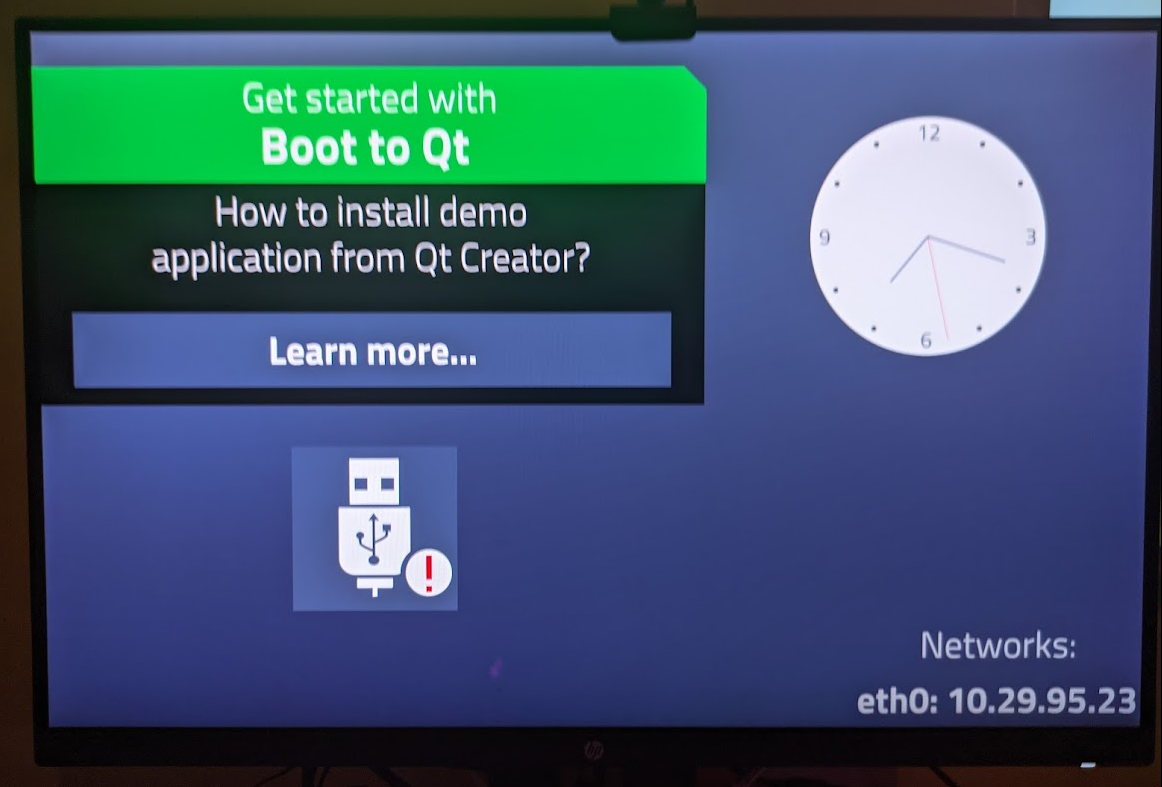 Get started with
Boot to Qt
How to install demo
application from Qt Creator?
Learn more...
12
9
3
6
!
Networks:
eth0: 10.29.95.23
hp